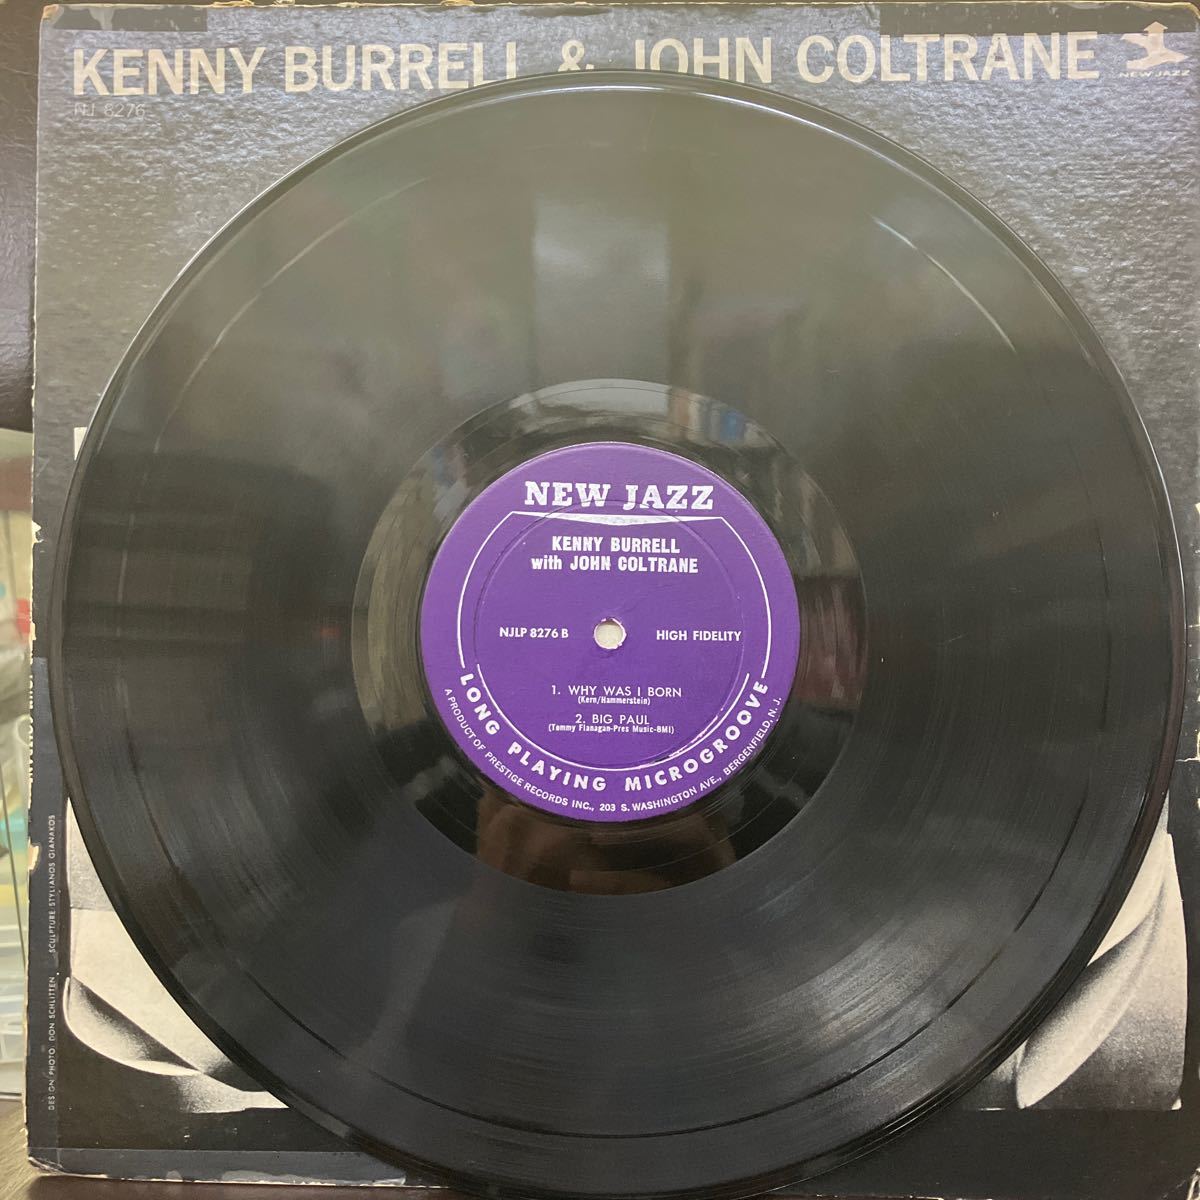 KENNY BURRELL & JOHN COLTRANE
NJ 8276
NEW JAZZ
NEW JAZZ
KENNY BURRELL
with JOHN COLTRANE
NJLP 8276 B
HIGH FIDELITY
1. WHY WAS I BORN
(Kern/Hammerstein)
2. BIG PAUL
(Tommy Flanagan-Pres Music-BMI)
LONG PLAYING MICROGROOVE
A PRODUCT OF PRESTIGE RECORDS INC., 203 S. WASHINGTON AVE., BERGENFIELD, N. J.
DESIGN PHOTO: DON SCHLITTEN SCULPTURE STYLIANOS GIANAKOS